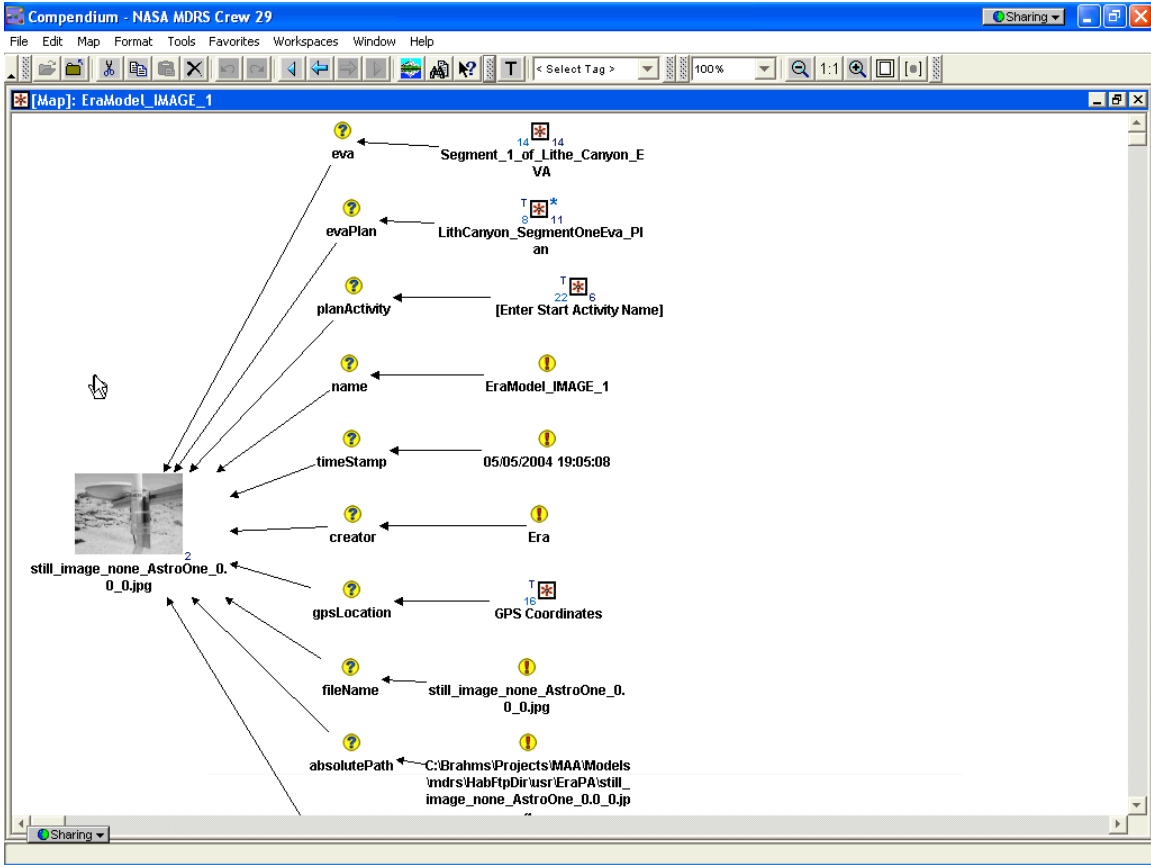 Compendium - NASA MDRS Crew 29
Sharing
File Edit Map Format Tools Favorites Workspaces Window Help
T < Select Tag > 100% 1:1
[Map]: EraModel_IMAGE_1
eva
14 14
Segment_1_of_Lithe_Canyon_E
VA
evaPlan
T * 8 11
LithCanyon_SegmentOneEva_Pl
an
planActivity
T 22 6
[Enter Start Activity Name]
name
EraModel_IMAGE_1
timeStamp
05/05/2004 19:05:08
creator
Era
2
still_image_none_AstroOne_0.
0_0.jpg
gpsLocation
T 16
GPS Coordinates
fileName
still_image_none_AstroOne_0.
0_0.jpg
absolutePath
C:\Brahms\Projects\MAA\Models
\mdrs\HabFtpDir\usr\EraPA\still_
image_none_AstroOne_0.0_0.jp
Sharing